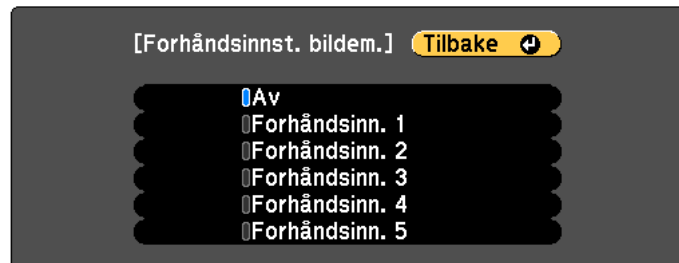 [Forhåndsinnst. bildem.] Tilbake
Av
Forhåndsinn. 1
Forhåndsinn. 2
Forhåndsinn. 3
Forhåndsinn. 4
Forhåndsinn. 5